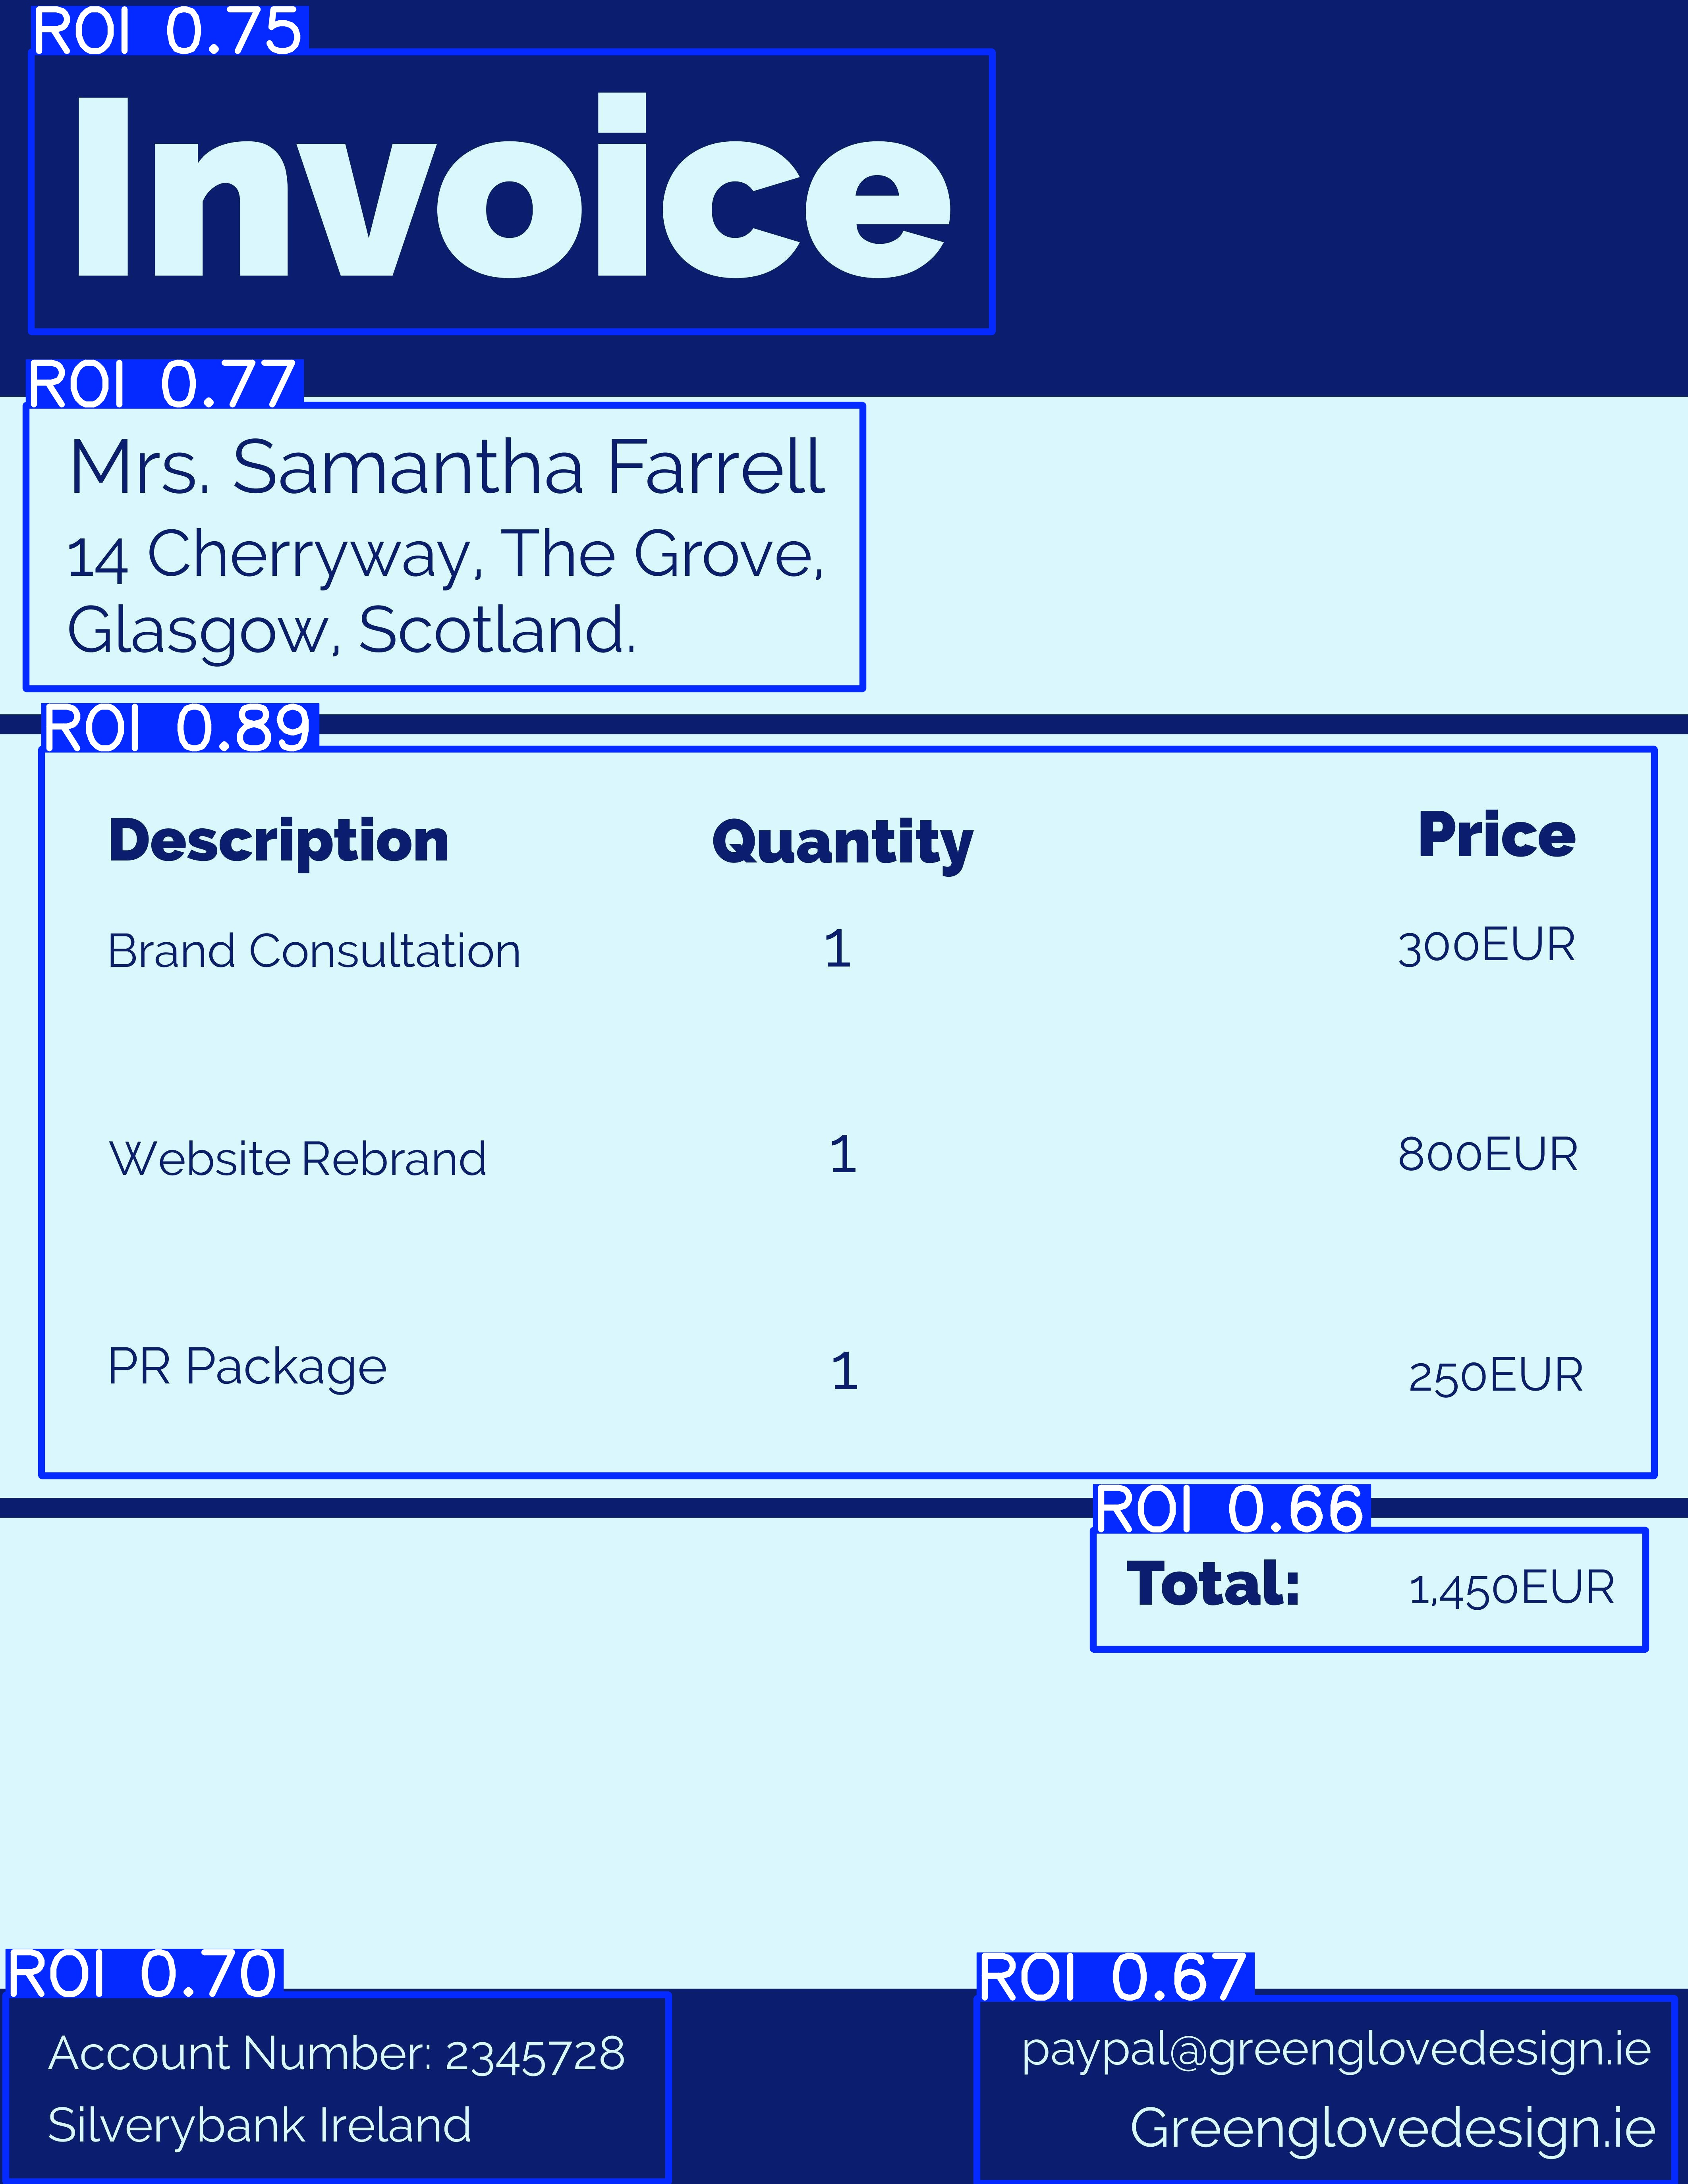 ROI 0.75
Invoice
ROI 0.77
Mrs. Samantha Farrell
14 Cherryway, The Grove,
Glasgow, Scotland.
ROI 0.89
Description Quantity Price
Brand Consultation 1 300EUR
Website Rebrand 1 800EUR
PR Package 1 250EUR
ROI 0.66
Total: 1,450EUR
ROI 0.70
Account Number: 2345728
Silverybank Ireland
ROI 0.67
paypal@greenglovedesign.ie
Greenglovedesign.ie